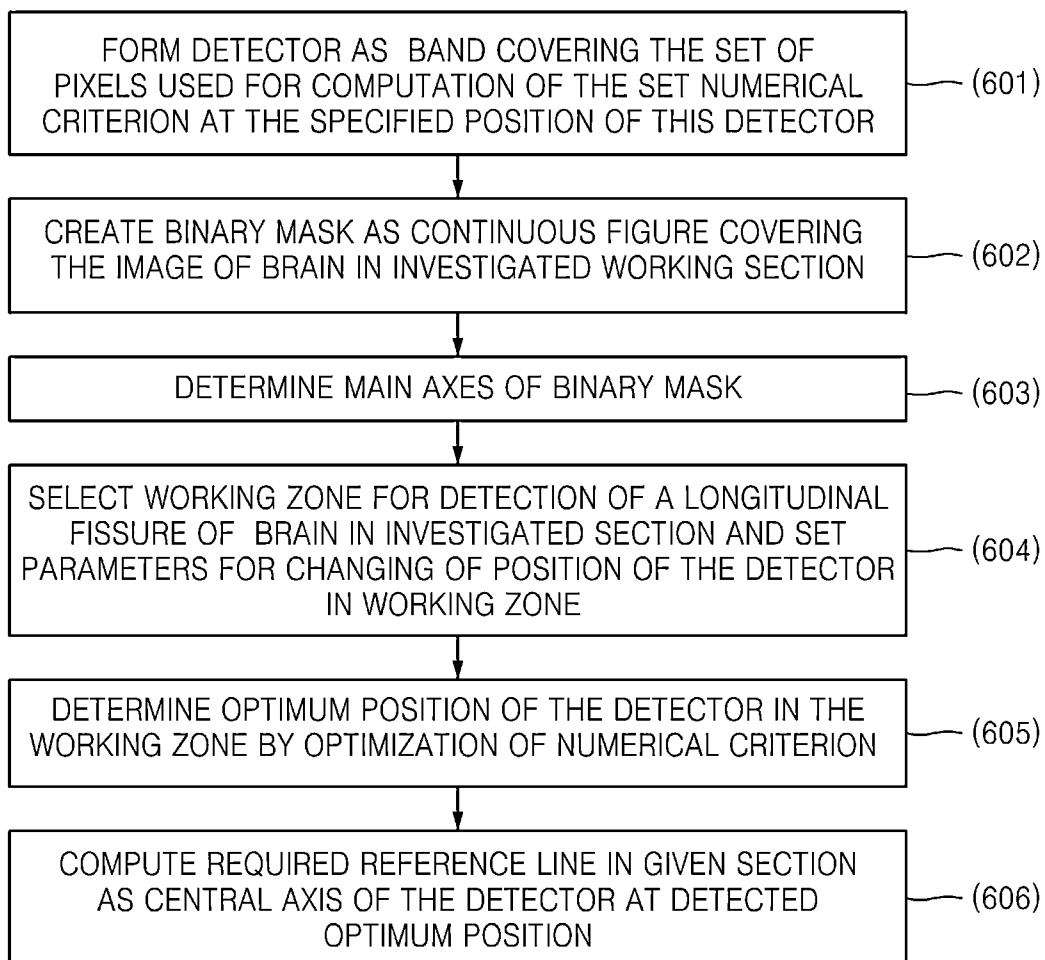 FORM DETECTOR AS BAND COVERING THE SET OF
PIXELS USED FOR COMPUTATION OF THE SET NUMERICAL
CRITERION AT THE SPECIFIED POSITION OF THIS DETECTOR
(601)
CREATE BINARY MASK AS CONTINUOUS FIGURE COVERING
THE IMAGE OF BRAIN IN INVESTIGATED WORKING SECTION
(602)
DETERMINE MAIN AXES OF BINARY MASK
(603)
SELECT WORKING ZONE FOR DETECTION OF A LONGITUDINAL
FISSURE OF BRAIN IN INVESTIGATED SECTION AND SET
PARAMETERS FOR CHANGING OF POSITION OF THE DETECTOR
IN WORKING ZONE
(604)
DETERMINE OPTIMUM POSITION OF THE DETECTOR IN THE
WORKING ZONE BY OPTIMIZATION OF NUMERICAL CRITERION
(605)
COMPUTE REQUIRED REFERENCE LINE IN GIVEN SECTION
AS CENTRAL AXIS OF THE DETECTOR AT DETECTED
OPTIMUM POSITION
(606)